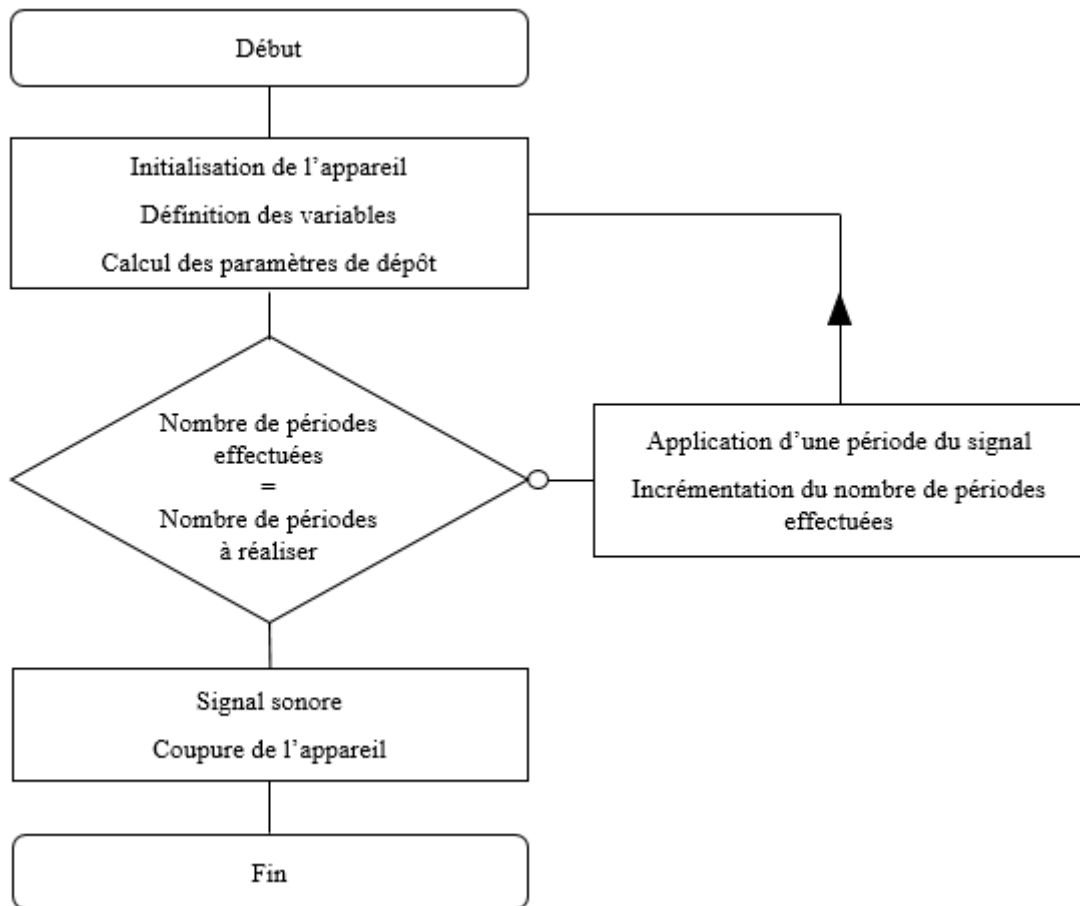 Début
Initialisation de l’appareil
Définition des variables
Calcul des paramètres de dépôt
Nombre de périodes
effectuées
=
Nombre de périodes
à réaliser
Application d’une période du signal
Incrémentation du nombre de périodes
effectuées
Signal sonore
Coupure de l’appareil
Fin